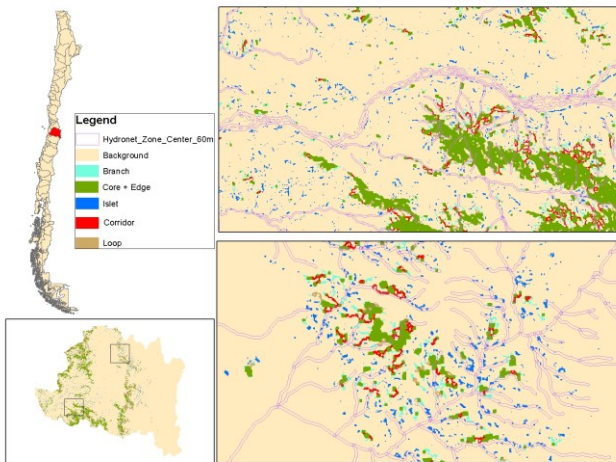 Legend
Hydronet_Zone_Center_60m
Background
Branch
Core + Edge
Islet
Corridor
Loop